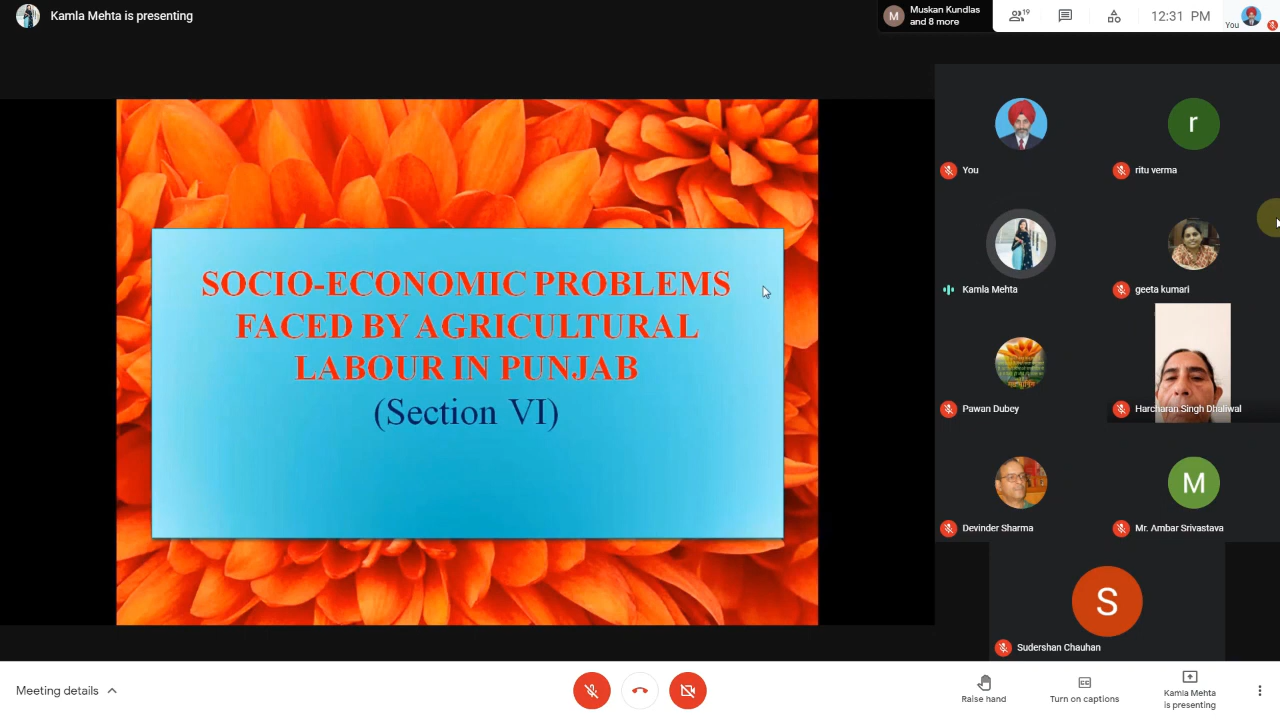 Kamla Mehta is presenting
M
Muskan Kundlas
and 8 more
19
12:31 PM
You
SOCIO-ECONOMIC PROBLEMS
FACED BY AGRICULTURAL
LABOUR IN PUNJAB
(Section VI)
You
r
ritu verma
Kamla Mehta
geeta kumari
Pawan Dubey
Harcharan Singh Dhaliwal
Devinder Sharma
M
Mr. Ambar Srivastava
S
Sudershan Chauhan
Meeting details
Raise hand
Turn on captions
Kamla Mehta
is presenting